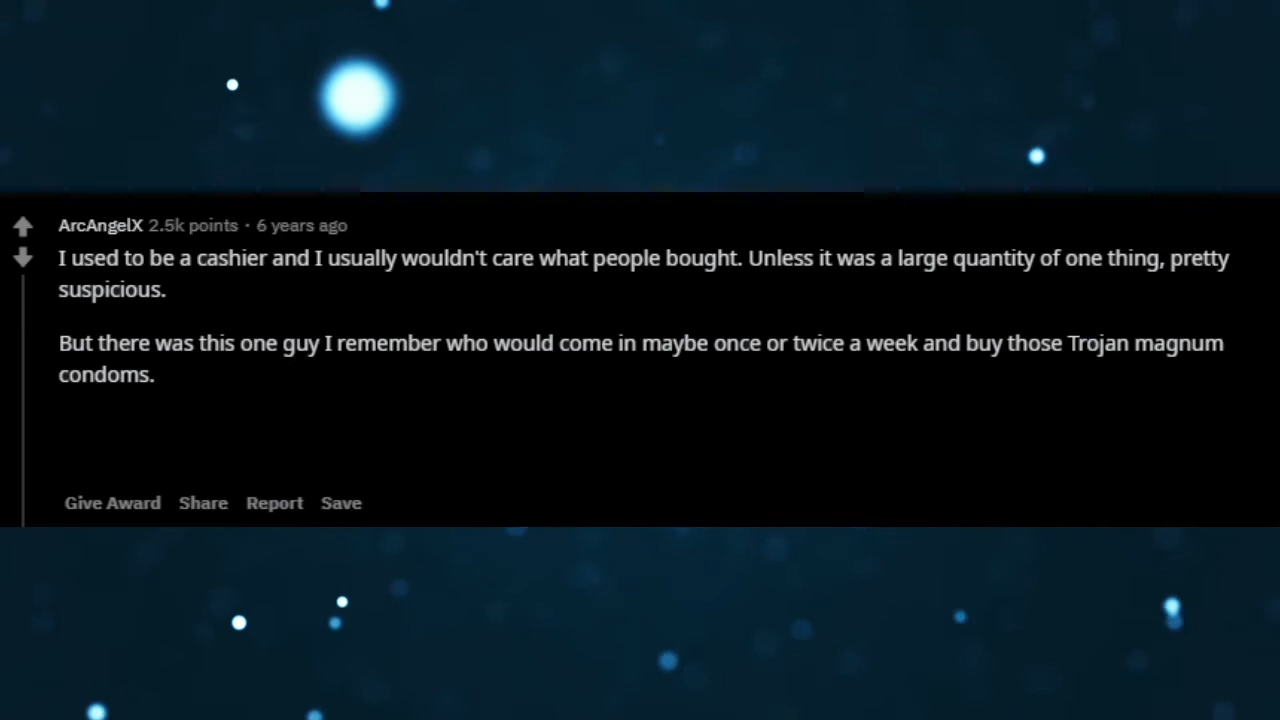 ArcAngelX 2.5k points · 6 years ago
I used to be a cashier and I usually wouldn't care what people bought. Unless it was a large quantity of one thing, pretty
suspicious.
But there was this one guy I remember who would come in maybe once or twice a week and buy those Trojan magnum
condoms.
Give Award Share Report Save